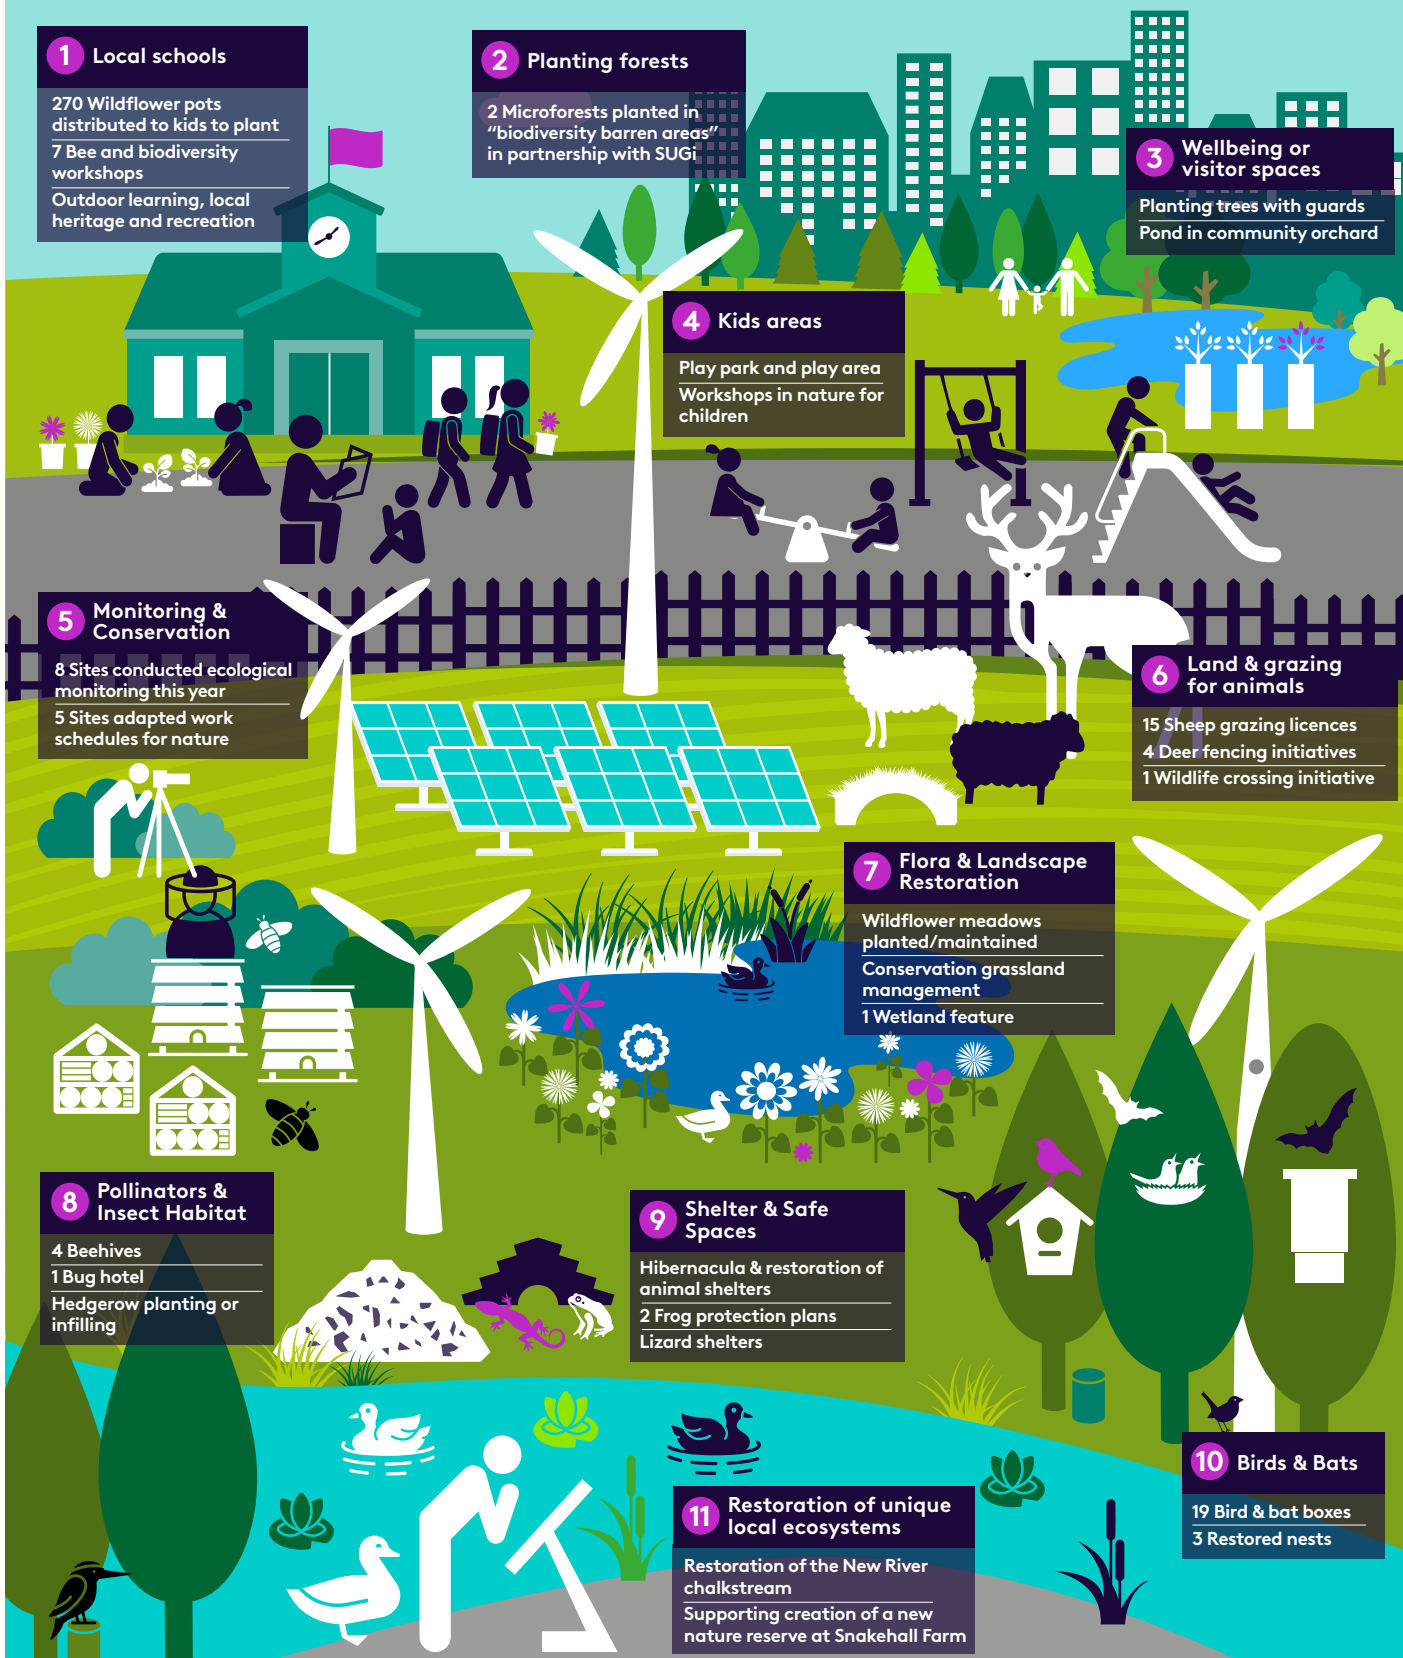 1 Local schools
270 Wildflower pots
distributed to kids to plant
7 Bee and biodiversity
workshops
Outdoor learning, local
heritage and recreation
2 Planting forests
2 Microforests planted in
“biodiversity barren areas”
in partnership with SUGi
3 Wellbeing or
visitor spaces
Planting trees with guards
Pond in community orchard
4 Kids areas
Play park and play area
Workshops in nature for
children
5 Monitoring &
Conservation
8 Sites conducted ecological
monitoring this year
5 Sites adapted work
schedules for nature
6 Land & grazing
for animals
15 Sheep grazing licences
4 Deer fencing initiatives
1 Wildlife crossing initiative
7 Flora & Landscape
Restoration
Wildflower meadows
planted/maintained
Conservation grassland
management
1 Wetland feature
8 Pollinators &
Insect Habitat
4 Beehives
1 Bug hotel
Hedgerow planting or
infilling
9 Shelter & Safe
Spaces
Hibernacula & restoration of
animal shelters
2 Frog protection plans
Lizard shelters
10 Birds & Bats
19 Bird & bat boxes
3 Restored nests
11 Restoration of unique
local ecosystems
Restoration of the New River
chalkstream
Supporting creation of a new
nature reserve at Snakehall Farm